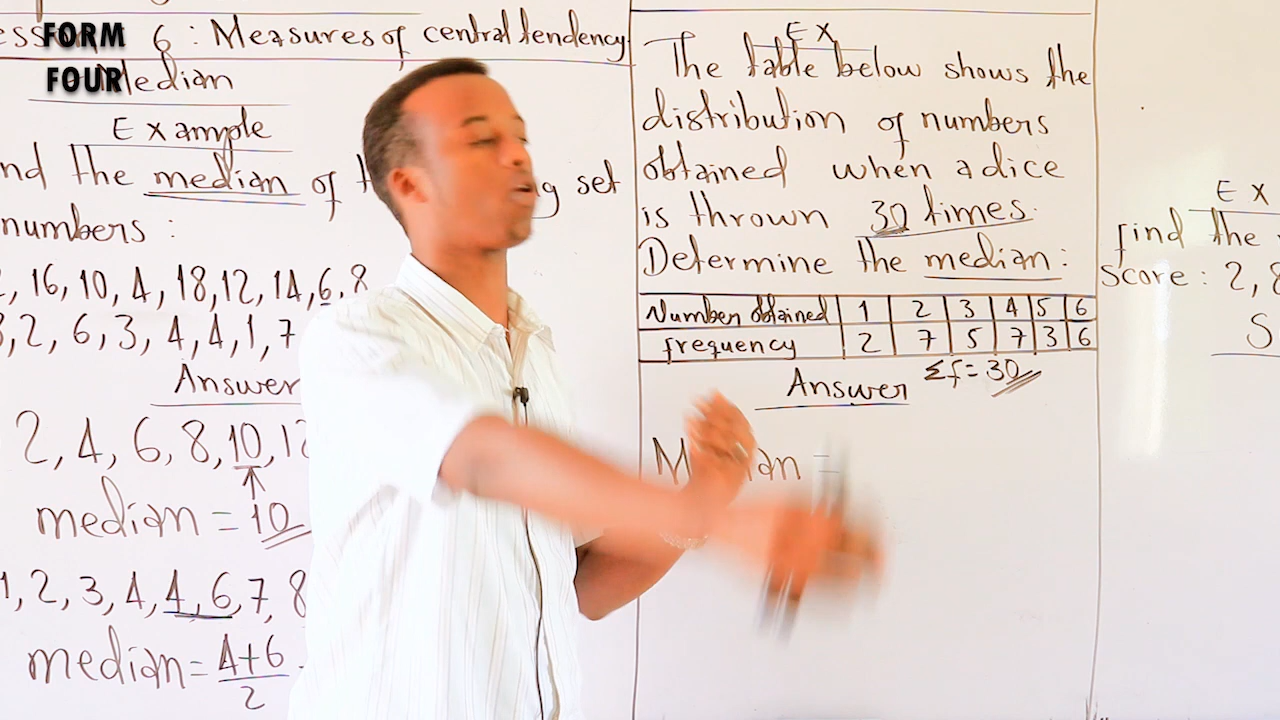 FORM
FOUR
6 : Measures of central tendency
Median
Example
the median of set
numbers :
16, 10, 4, 18, 12, 14, 6, 8
2, 6, 3, 4, 4, 1, 7
Answer
2, 4, 6, 8, 10,
median = 10
1, 2, 3, 4, 4, 6, 7, 8
median = 4+6
2
Ex
The table below shows the
distribution of numbers
obtained when a dice
is thrown 30 times.
Determine the median :
Number obtained 1 2 3 4 5 6
frequency 2 7 5 7 3 6
Σf = 30
Answer
=
Ex
find the
score : 2, 8
S